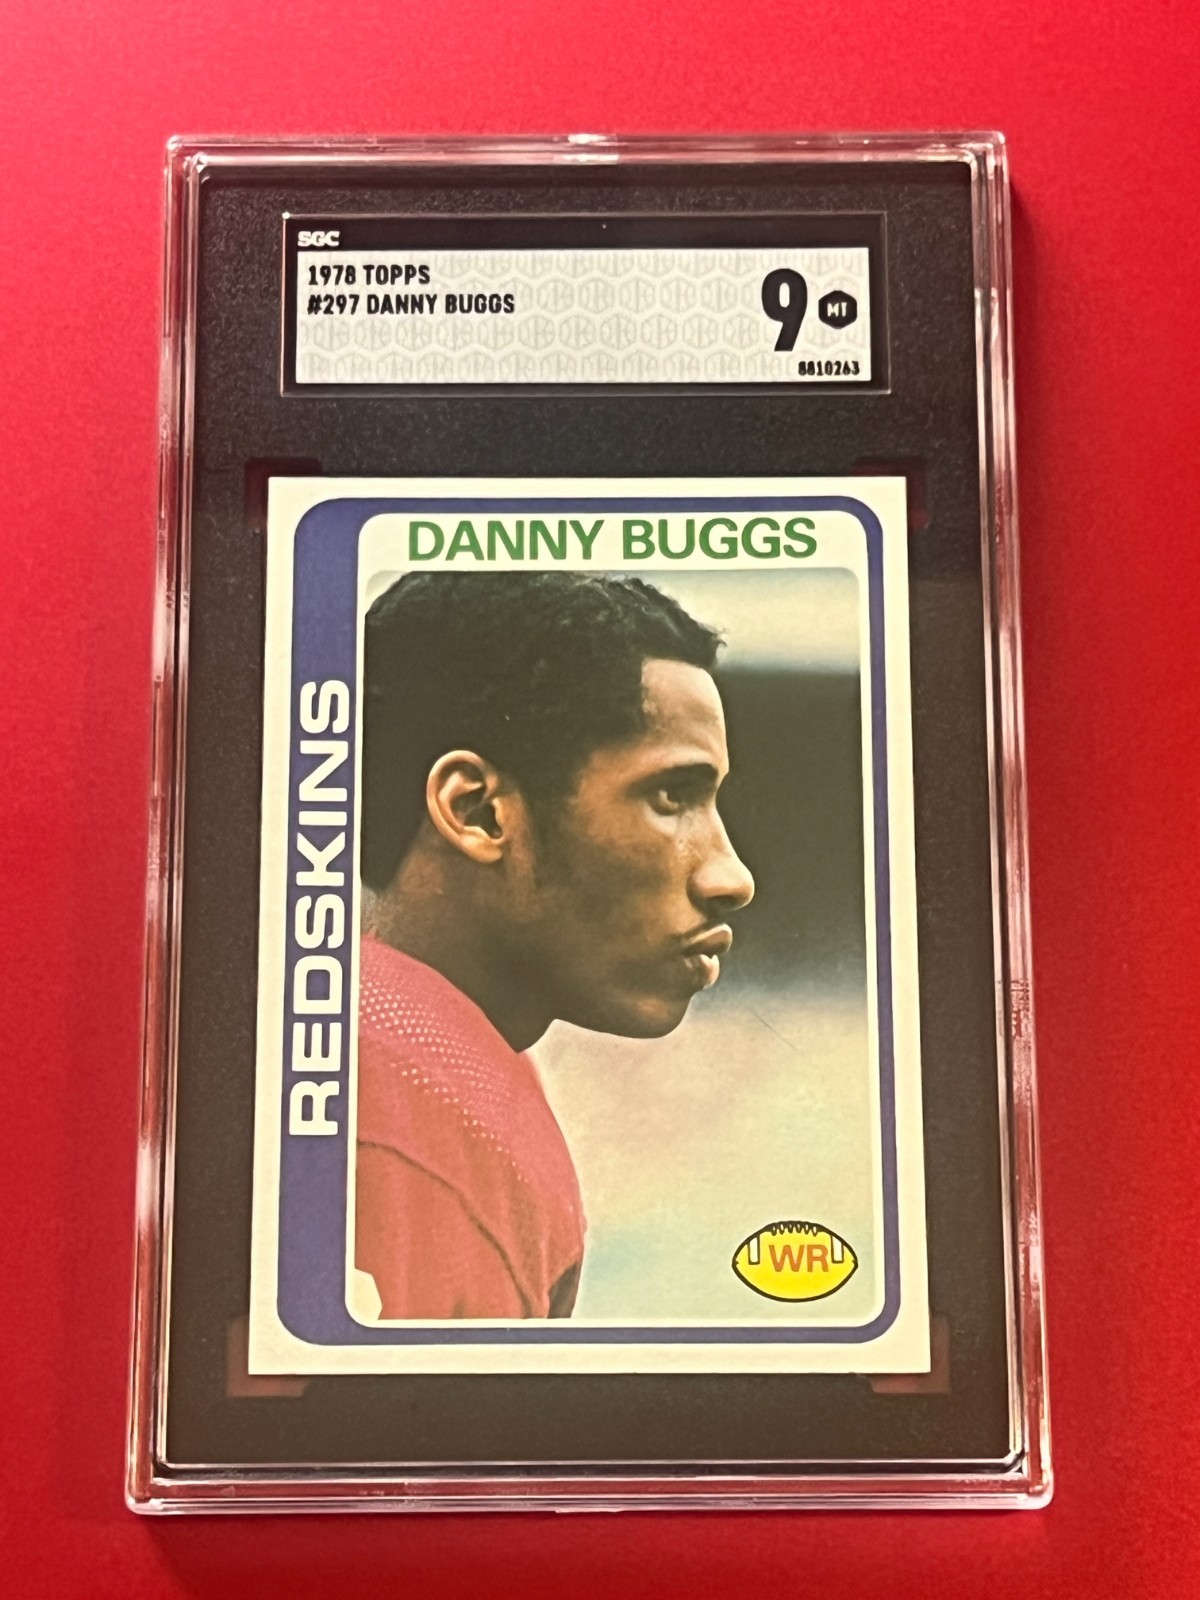 SGC
1978 TOPPS
#297 DANNY BUGGS
9 MT
8810263
DANNY BUGGS
REDSKINS
WR